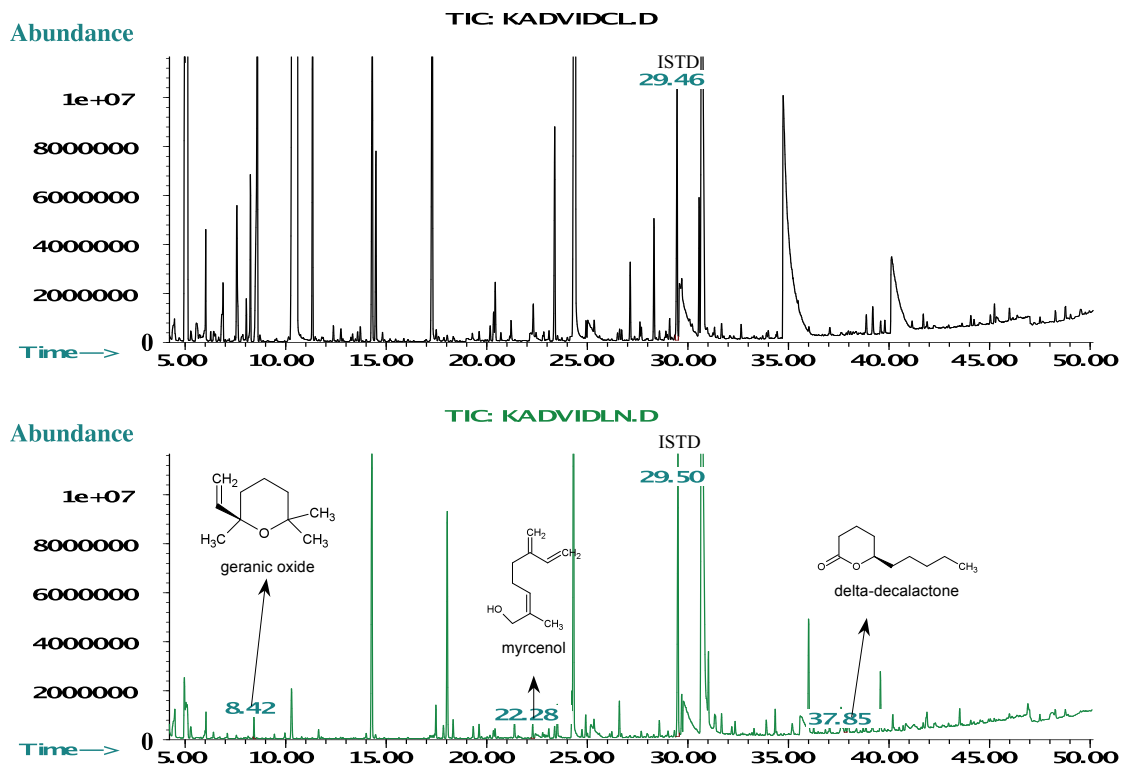 TIC: KADVIDCL.D
Abundance
ISTD
29.46
1e+07
8000000
6000000
4000000
2000000
0
Time-->
5.00 10.00 15.00 20.00 25.00 30.00 35.00 40.00 45.00 50.00
TIC: KADVIDLN.D
Abundance
ISTD
29.50
1e+07
8000000
6000000
4000000
2000000
0
CH2
CH3
H3C
O
CH3
geranic oxide
8.42
CH2
CH2
HO
CH3
myrcenol
22.28
O
O
CH3
delta-decalactone
37.85
Time-->
5.00 10.00 15.00 20.00 25.00 30.00 35.00 40.00 45.00 50.00